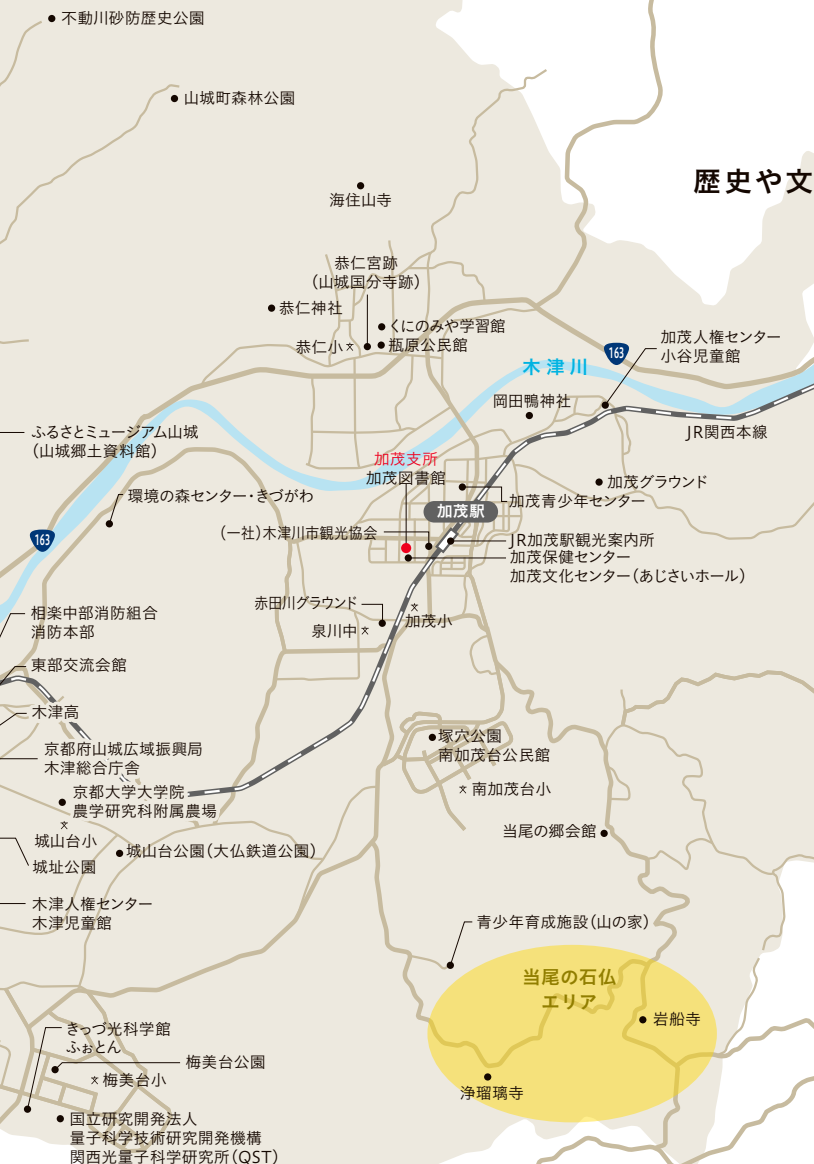 不動川砂防歴史公園
山城町森林公園
歴史や文
海住山寺
恭仁宮跡
(山城国分寺跡)
恭仁神社
くにのみや学習館
恭仁小
瓶原公民館
163
加茂人権センター
小谷児童館
木津川
岡田鴨神社
JR関西本線
ふるさとミュージアム山城
(山城郷土資料館)
加茂支所
加茂図書館
加茂グラウンド
環境の森センター・きづがわ
加茂青少年センター
加茂駅
163
(一社)木津川市観光協会
JR加茂駅観光案内所
加茂保健センター
加茂文化センター(あじさいホール)
相楽中部消防組合
消防本部
赤田川グラウンド
泉川中
加茂小
東部交流会館
木津高
京都府山城広域振興局
木津総合庁舎
塚穴公園
南加茂台公民館
京都大学大学院
農学研究科附属農場
南加茂台小
城山台小
城址公園
城山台公園(大仏鉄道公園)
当尾の郷会館
木津人権センター
木津児童館
青少年育成施設(山の家)
当尾の石仏
エリア
岩船寺
浄瑠璃寺
きっづ光科学館
ふぉとん
梅美台公園
梅美台小
国立研究開発法人
量子科学技術研究開発機構
関西光量子科学研究所(QST)